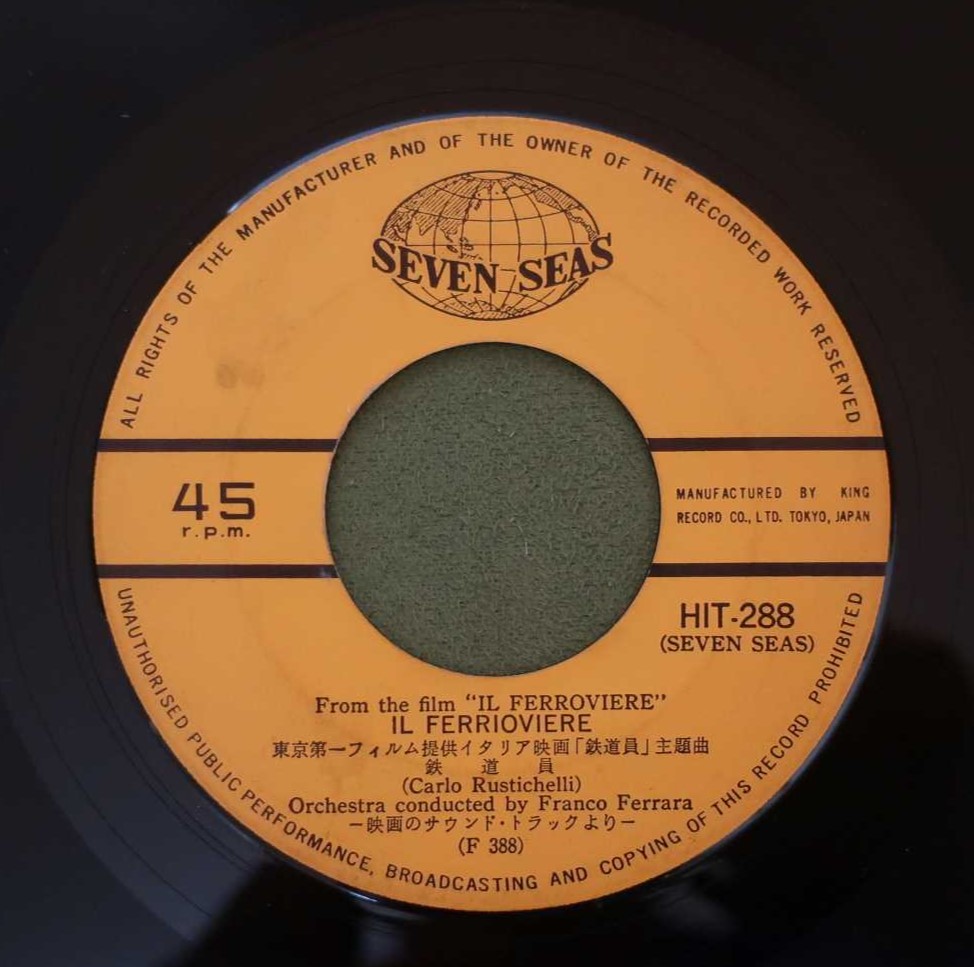 ALL RIGHTS OF THE MANUFACTURER AND OF THE OWNER OF THE RECORDED WORK RESERVED
SEVEN SEAS
45
r.p.m.
MANUFACTURED BY KING
RECORD CO., LTD. TOKYO, JAPAN
HIT-288
(SEVEN SEAS)
From the film “IL FERROVIERE”
IL FERRIOVIERE
東京第一フィルム提供イタリア映画「鉄道員」主題曲
鉄道員
(Carlo Rustichelli)
Orchestra conducted by Franco Ferrara
ー映画のサウンド・トラックよりー
(F 388)
UNAUTHORISED PUBLIC PERFORMANCE, BROADCASTING AND COPYING OF THIS RECORD PROHIBITED